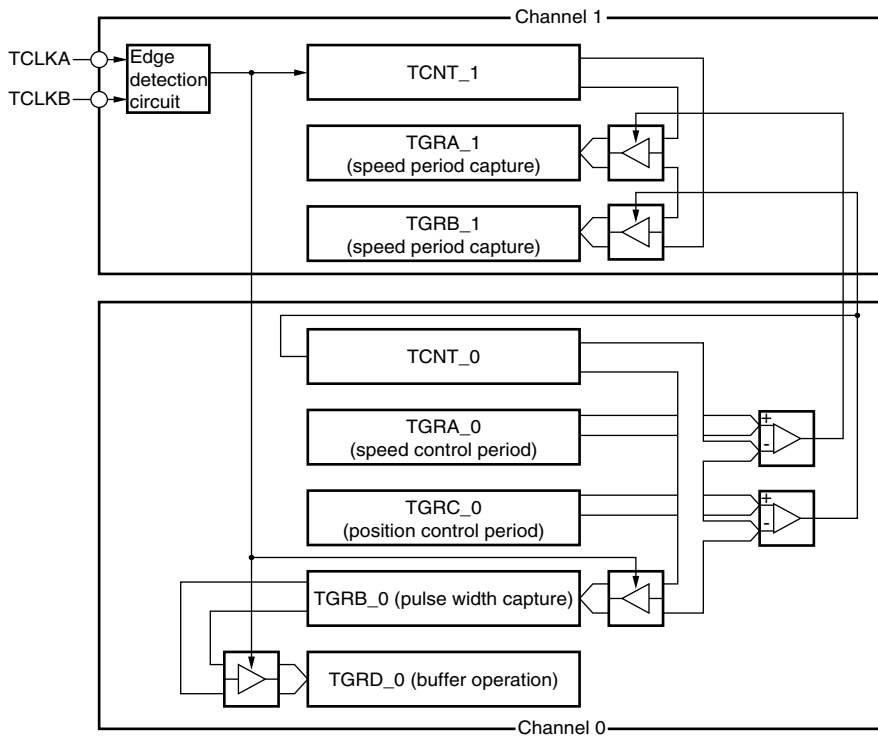 Channel 1
TCLKA
TCLKB
Edge
detection
circuit
TCNT_1
TGRA_1
(speed period capture)
TGRB_1
(speed period capture)
TCNT_0
TGRA_0
(speed control period)
+
-
TGRC_0
(position control period)
+
-
TGRB_0 (pulse width capture)
TGRD_0 (buffer operation)
Channel 0